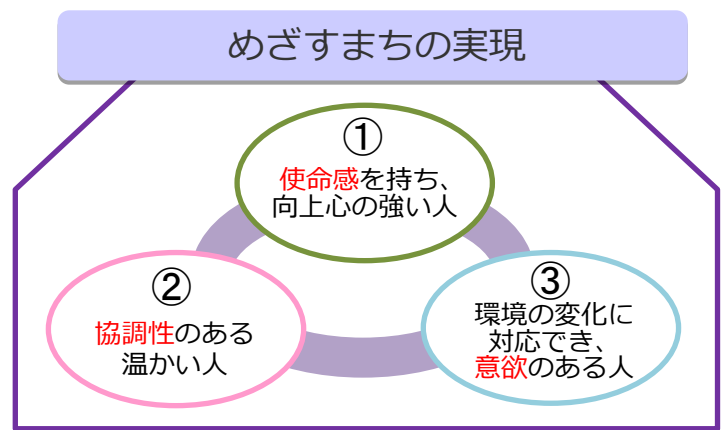 めざすまちの実現
①
使命感を持ち、
向上心の強い人
②
協調性のある
温かい人
③
環境の変化に
対応でき、
意欲のある人